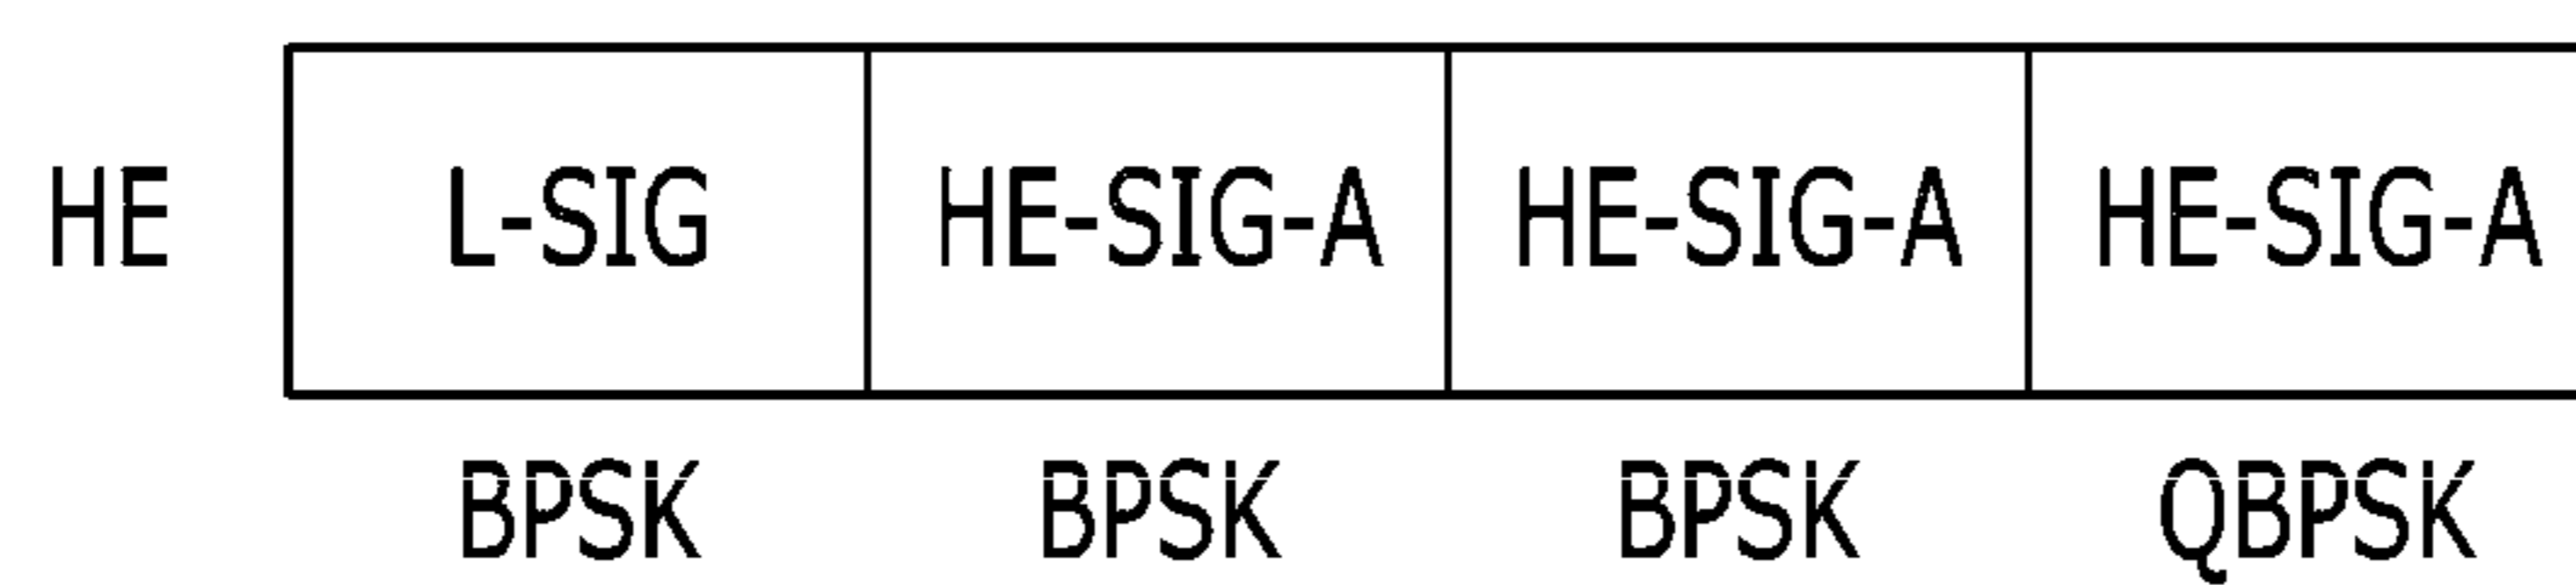 HE L-SIG HE-SIG-A HE-SIG-A HE-SIG-A
BPSK BPSK BPSK QBPSK